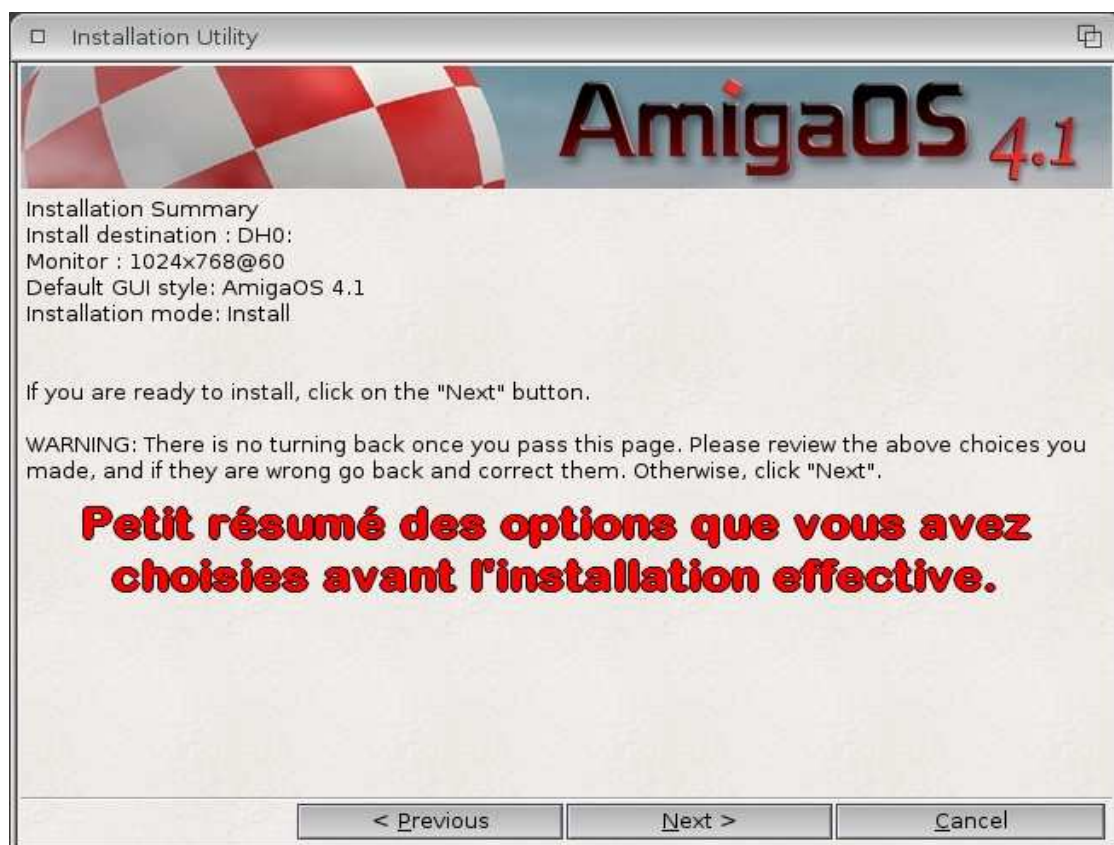 Installation Utility
AmigaOS 4.1
Installation Summary
Install destination : DH0:
Monitor : 1024x768@60
Default GUI style: AmigaOS 4.1
Installation mode: Install
If you are ready to install, click on the "Next" button.
WARNING: There is no turning back once you pass this page. Please review the above choices you
made, and if they are wrong go back and correct them. Otherwise, click "Next".
Petit résumé des options que vous avez
choisies avant l'installation effective.
< Previous
Next >
Cancel